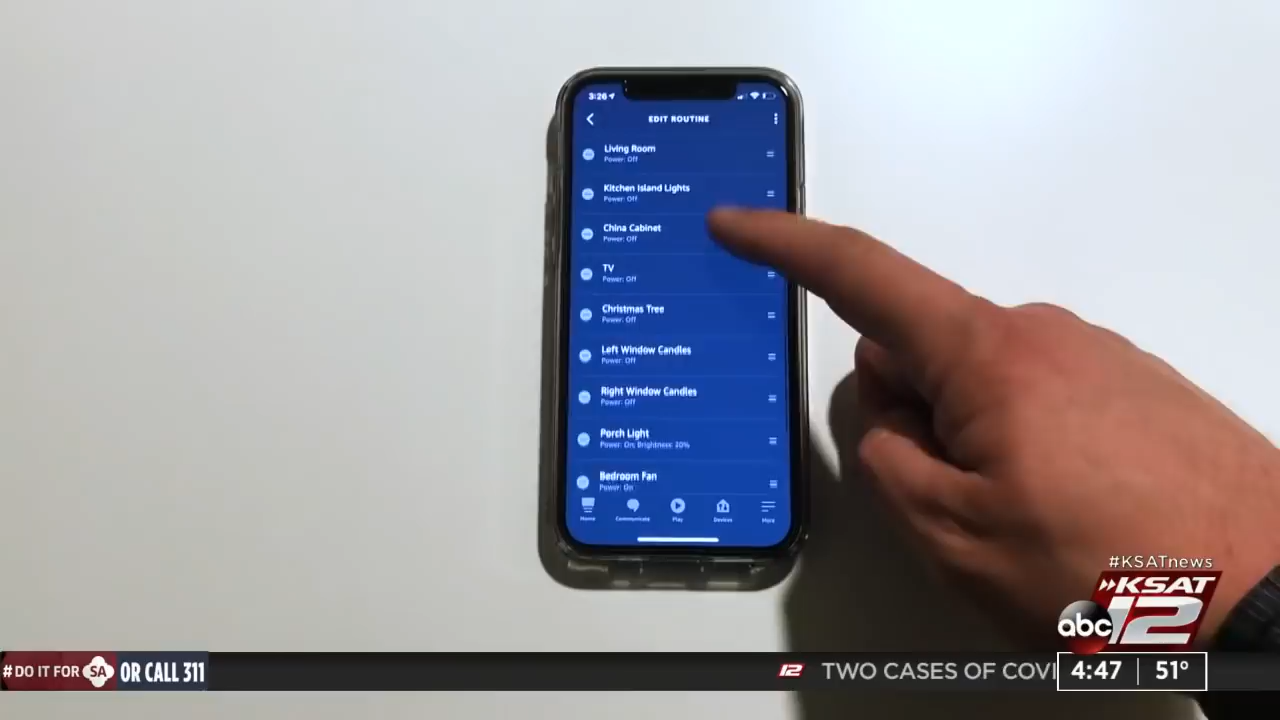 3:26
EDIT ROUTINE
Living Room
Power: Off
Kitchen Island Lights
Power: Off
China Cabinet
Power: Off
TV
Power: Off
Christmas Tree
Power: Off
Left Window Candles
Power: Off
Right Window Candles
Power: Off
Porch Light
Power: On; Brightness: 30%
Bedroom Fan
Power: On
Home Communicate Play Devices More
#KSATnews
KSAT
abc 12
#DO IT FOR SA OR CALL 311
12 TWO CASES OF COVI
4:47 51°